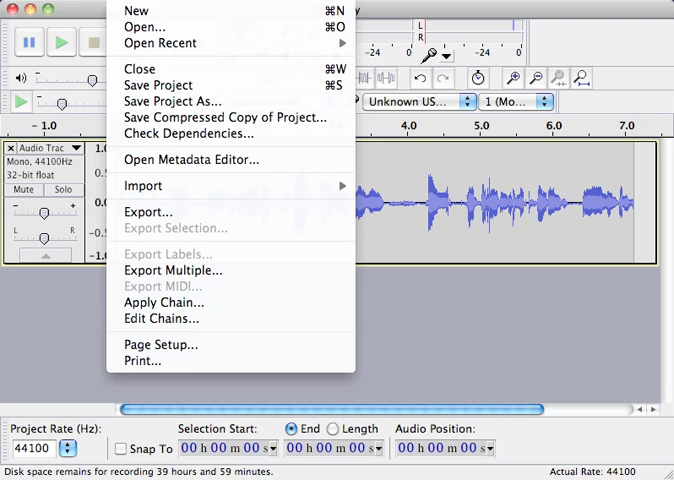 New ⌘N
Open... ⌘O
Open Recent
Close ⌘W
Save Project ⌘S
Save Project As...
Save Compressed Copy of Project...
Check Dependencies...
Open Metadata Editor...
Import
Export...
Export Selection...
Export Labels...
Export Multiple...
Export MIDI...
Apply Chain...
Edit Chains...
Page Setup...
Print...
L
R
-24 0
-24 0
Unknown US... 1 (Mo...
- 1.0 4.0 5.0 6.0 7.0
Audio Trac
Mono, 44100Hz
32-bit float
Mute Solo
- +
L R
1.0
0.5
0.0
-0.5
-1.0
Project Rate (Hz): Selection Start: End Length Audio Position:
44100 Snap To 00 h 00 m 00 s 00 h 00 m 00 s 00 h 00 m 00 s
Disk space remains for recording 39 hours and 59 minutes. Actual Rate: 44100